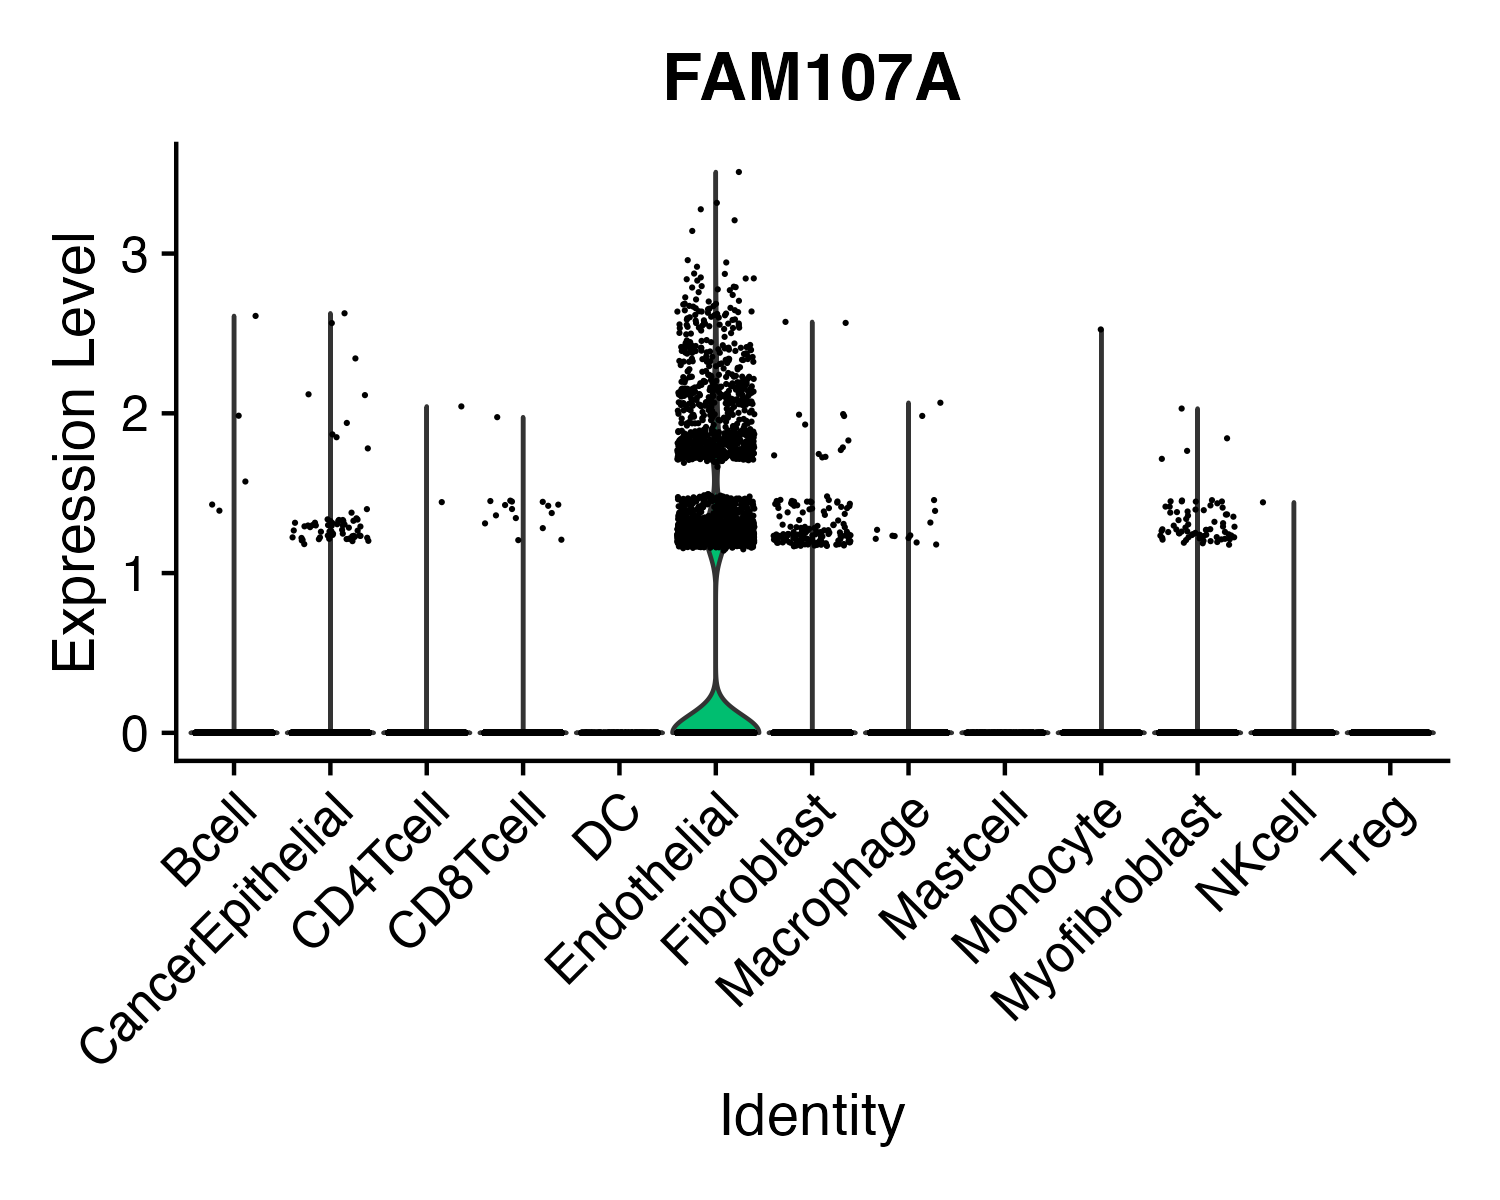 FAM107A
Expression Level
3
2
1
0
Bcell
CancerEpithelial
CD4Tcell
CD8Tcell
DC
Endothelial
Fibroblast
Macrophage
Mastcell
Monocyte
Myofibroblast
NKcell
Treg
Identity